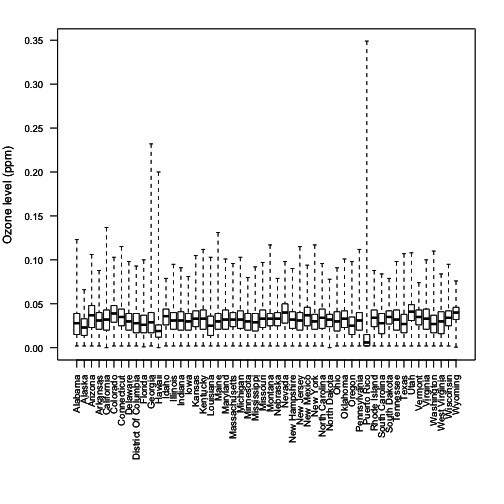 Ozone level (ppm)
0.35
0.30
0.25
0.20
0.15
0.10
0.05
0.00
Alabama
Alaska
Arizona
Arkansas
California
Colorado
Connecticut
Delaware
District Of Columbia
Florida
Georgia
Hawaii
Idaho
Illinois
Indiana
Iowa
Kansas
Kentucky
Louisiana
Maine
Maryland
Massachusetts
Michigan
Minnesota
Mississippi
Missouri
Montana
Nebraska
Nevada
New Hampshire
New Jersey
New Mexico
New York
North Carolina
North Dakota
Ohio
Oklahoma
Oregon
Pennsylvania
Puerto Rico
Rhode Island
South Carolina
South Dakota
Tennessee
Texas
Utah
Vermont
Virginia
Washington
West Virginia
Wisconsin
Wyoming